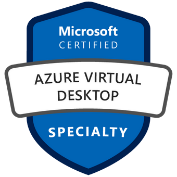 Microsoft
CERTIFIED
AZURE VIRTUAL
DESKTOP
SPECIALTY